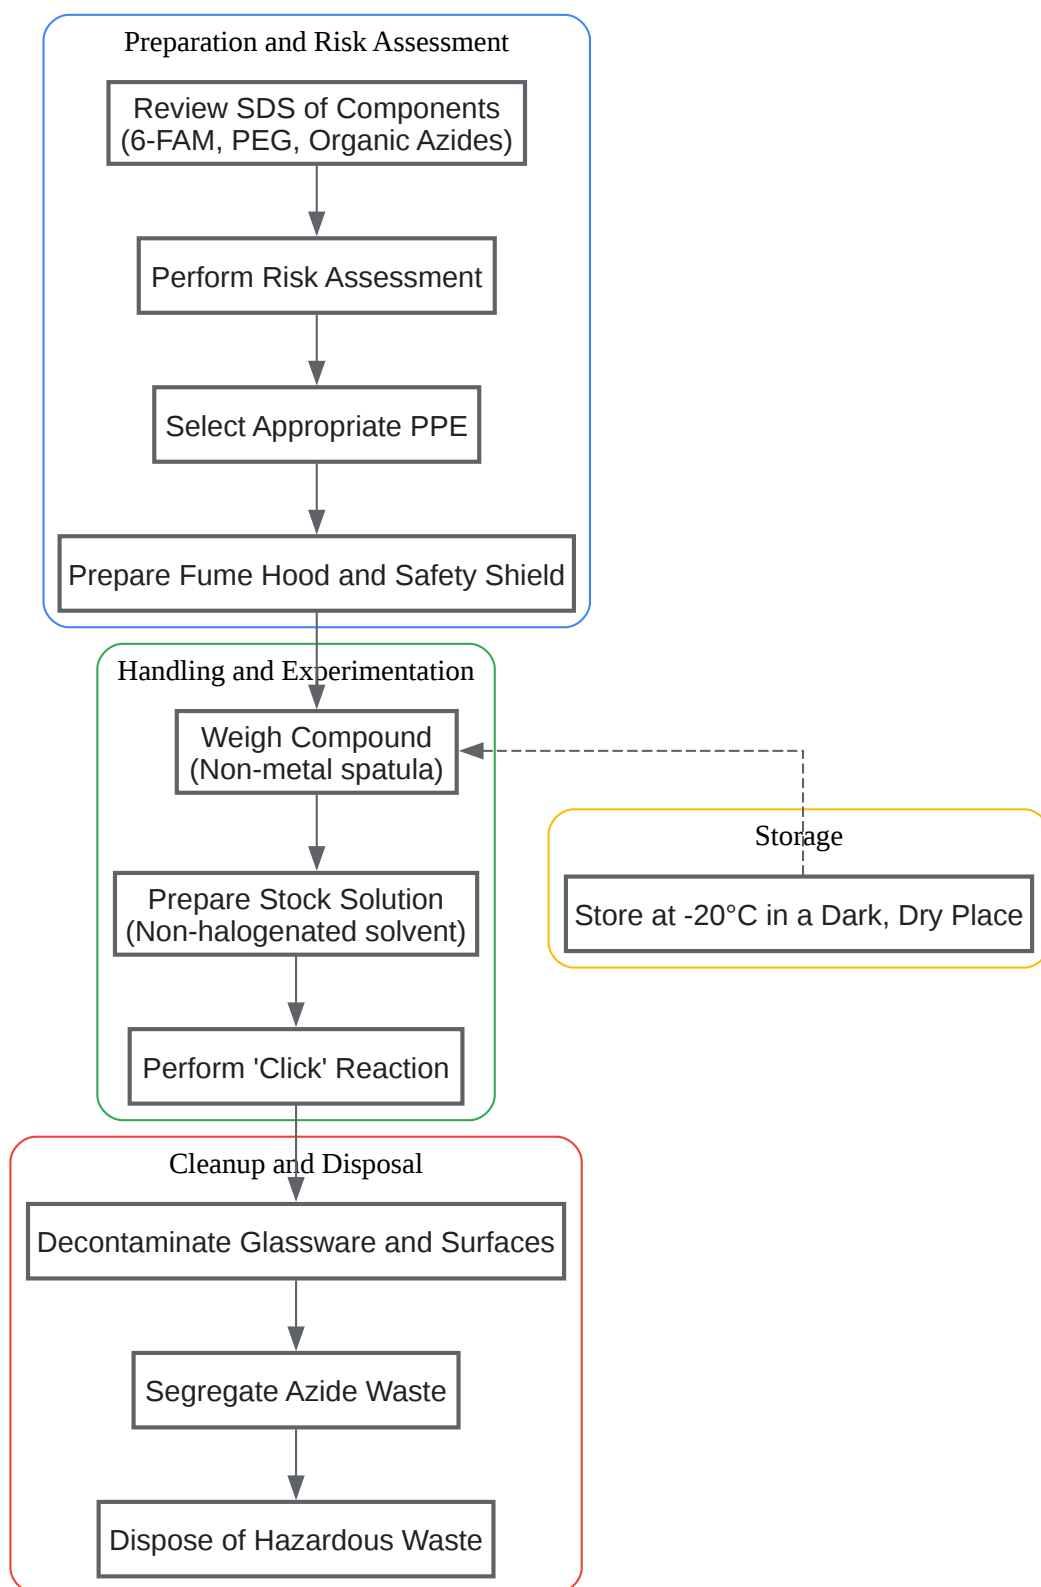 Preparation and Risk Assessment
Review SDS of Components
(6-FAM, PEG, Organic Azides)
Perform Risk Assessment
Select Appropriate PPE
Prepare Fume Hood and Safety Shield
Handling and Experimentation
Weigh Compound
(Non-metal spatula)
Storage
Prepare Stock Solution
(Non-halogenated solvent)
Store at -20°C in a Dark, Dry Place
Perform 'Click' Reaction
Cleanup and Disposal
Decontaminate Glassware and Surfaces
Segregate Azide Waste
Dispose of Hazardous Waste